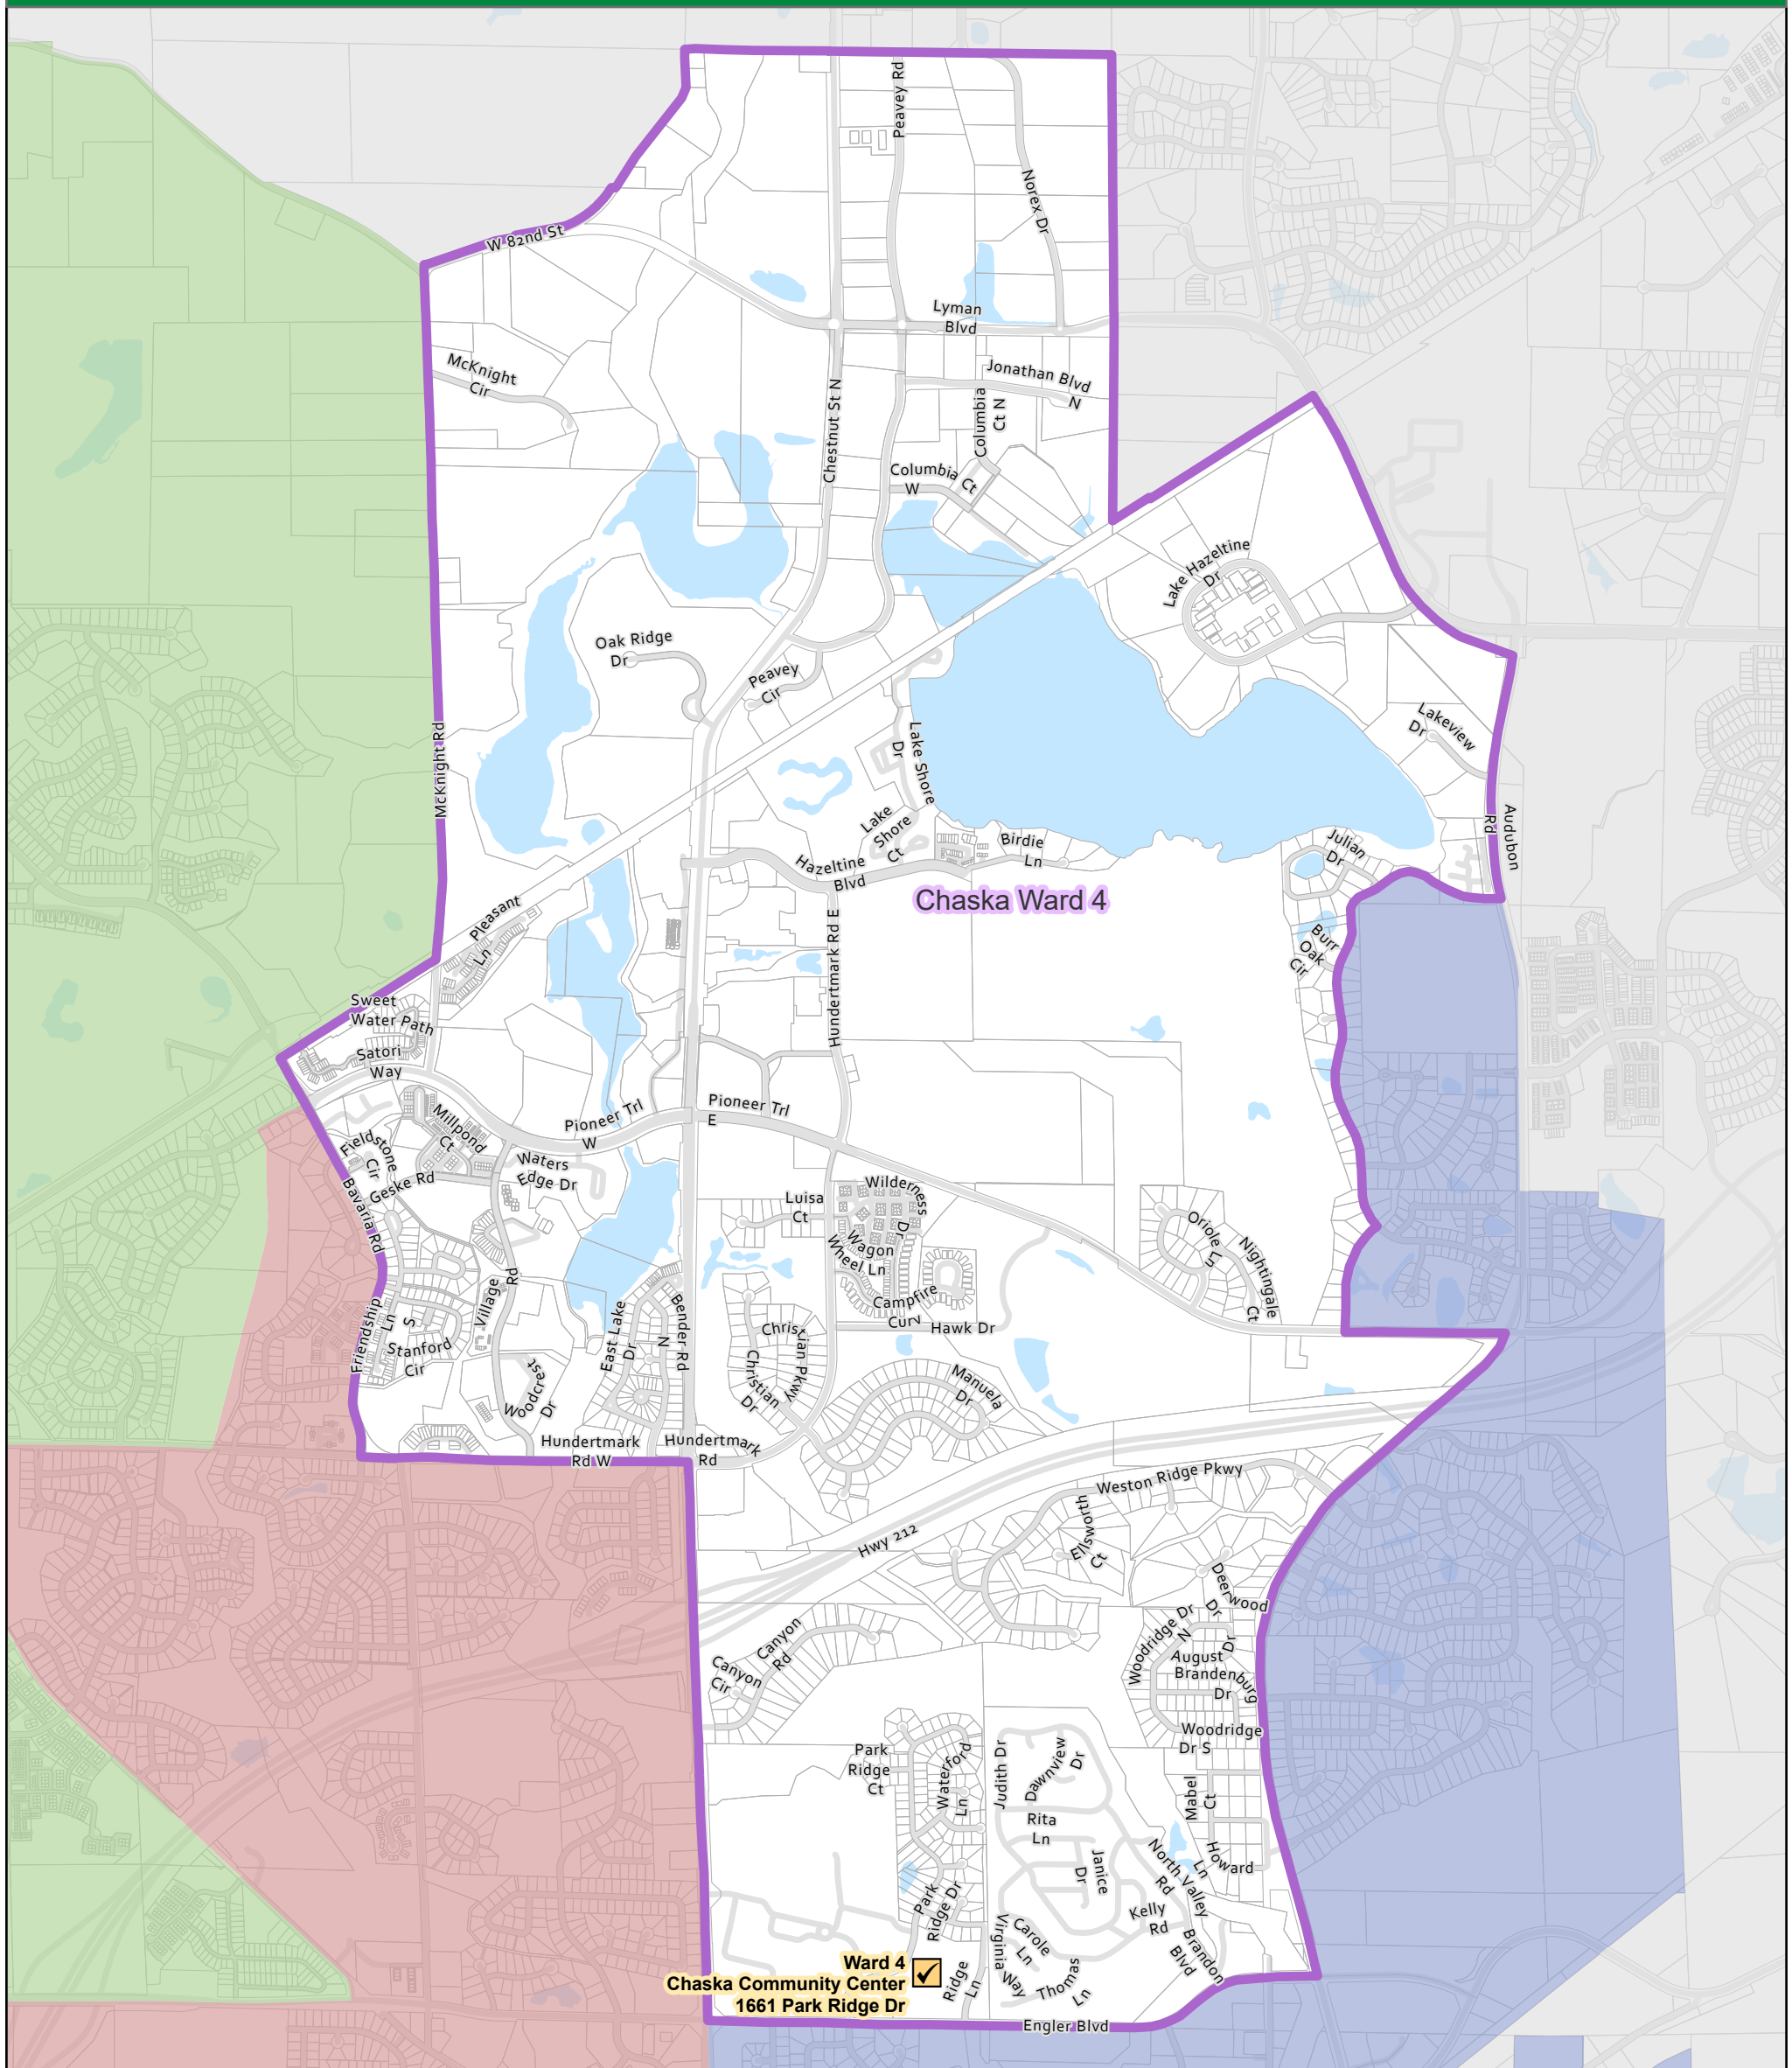 Peavey Rd
Norex Dr
W 82nd St
Lyman
Blvd
McKnight
Cir
Jonathan Blvd
N
Chestnut St N
Columbia
Ct N
Columbia Ct
W
Lake Hazeltine
Dr
Oak Ridge
Dr
Peavey
Cir
McKnight Rd
Lake Shore
Dr
Lakeview
Dr
Audubon
Rd
Lake
Shore
Ct
Birdie
Ln
Julian
Dr
Hazeltine
Blvd
Chaska Ward 4
Pleasant
Ln
Hundertmark Rd E
Burr
Oak
Cir
Sweet
Water Path
Satori
Way
Millpond
Ct
Pioneer Trl
W
Pioneer Trl
E
Fieldstone
Cir
Geske Rd
Waters
Edge Dr
Bavaria Rd
Luisa
Ct
Wilderness
Dr
Wagon
Wheel Ln
Oriole
Ln
Nightingale
Ct
Village
Rd
Campfire
Curv
Hawk Dr
Friendship
Ln
S
Stanford
Cir
East Lake
Dr
N
Bender Rd
Christian Pkwy
Christian
Dr
Manuela
Dr
Woodcrest
Dr
Hundertmark
Rd W
Hundertmark
Rd
Weston Ridge Pkwy
Hwy 212
Ellsworth
Ct
Deerwood
Dr
Woodridge Dr
N
Canyon
Rd
Canyon
Cir
August
Dr
Brandenburg
Dr
Woodridge
Dr S
Park
Ridge
Ct
Waterford
Ln
Judith Dr
Dawnview
Dr
Mabel
Ct
Rita
Ln
Janice
Dr
North Valley
Rd
Howard
Ln
Park
Ridge Dr
Kelly
Rd
Carole
Ln
Virginia
Way
Brandon
Blvd
Thomas
Ln
Ridge
Ln
Ward 4
Chaska Community Center
1661 Park Ridge Dr
Engler Blvd